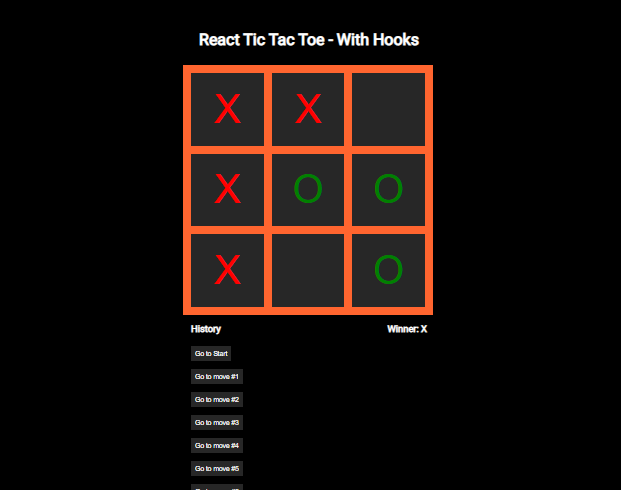 React Tic Tac Toe - With Hooks
X X
X O O
X O
History Winner: X
Go to Start
Go to move #1
Go to move #2
Go to move #3
Go to move #4
Go to move #5